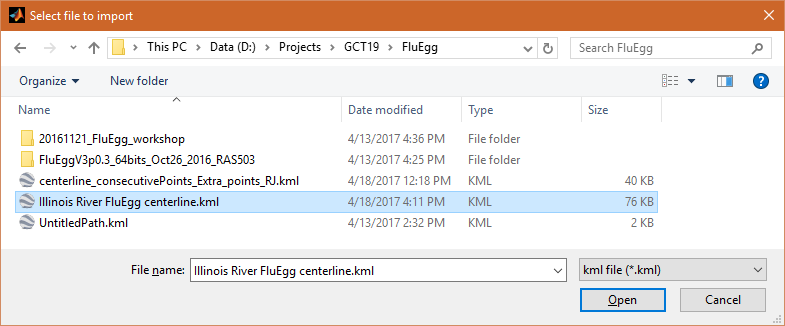 Select file to import
This PC > Data (D:) > Projects > GCT19 > FluEgg Search FluEgg
Organize New folder
Name Date modified Type Size
20161121_FluEgg_workshop 4/13/2017 4:36 PM File folder
FluEggV3p0.3_64bits_Oct26_2016_RAS503 4/13/2017 4:25 PM File folder
centerline_consecutivePoints_Extra_points_RJ.kml 4/18/2017 12:18 PM KML 40 KB
Illinois River FluEgg centerline.kml 4/18/2017 4:11 PM KML 76 KB
UntitledPath.kml 4/13/2017 2:32 PM KML 2 KB
File name: Illinois River FluEgg centerline.kml kml file (*.kml)
Open Cancel